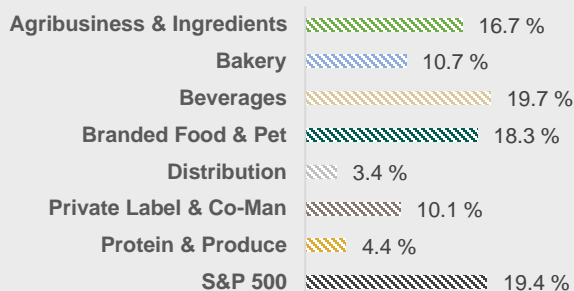 Agribusiness & Ingredients 16.7 %
Bakery 10.7 %
Beverages 19.7 %
Branded Food & Pet 18.3 %
Distribution 3.4 %
Private Label & Co-Man 10.1 %
Protein & Produce 4.4 %
S&P 500 19.4 %